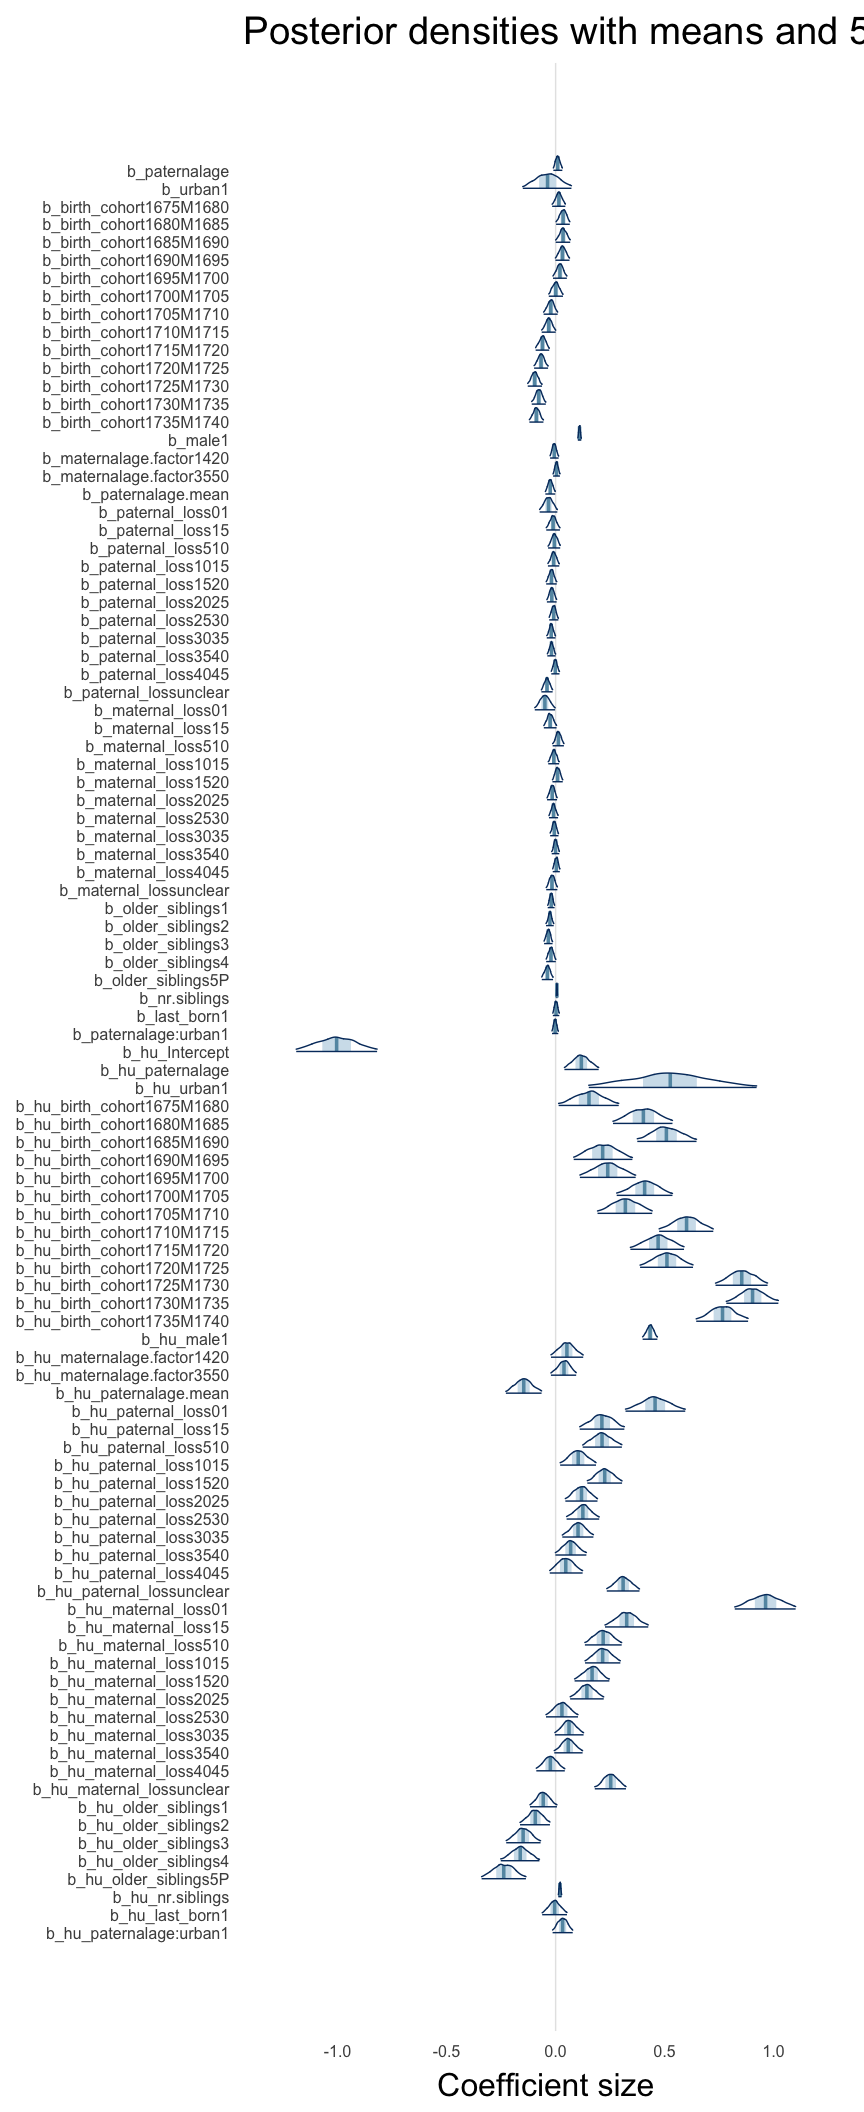 Posterior densities with means and 5
b_paternalage
b_urban1
b_birth_cohort1675M1680
b_birth_cohort1680M1685
b_birth_cohort1685M1690
b_birth_cohort1690M1695
b_birth_cohort1695M1700
b_birth_cohort1700M1705
b_birth_cohort1705M1710
b_birth_cohort1710M1715
b_birth_cohort1715M1720
b_birth_cohort1720M1725
b_birth_cohort1725M1730
b_birth_cohort1730M1735
b_birth_cohort1735M1740
b_male1
b_maternalage.factor1420
b_maternalage.factor3550
b_paternalage.mean
b_paternal_loss01
b_paternal_loss15
b_paternal_loss510
b_paternal_loss1015
b_paternal_loss1520
b_paternal_loss2025
b_paternal_loss2530
b_paternal_loss3035
b_paternal_loss3540
b_paternal_loss4045
b_paternal_lossunclear
b_maternal_loss01
b_maternal_loss15
b_maternal_loss510
b_maternal_loss1015
b_maternal_loss1520
b_maternal_loss2025
b_maternal_loss2530
b_maternal_loss3035
b_maternal_loss3540
b_maternal_loss4045
b_maternal_lossunclear
b_older_siblings1
b_older_siblings2
b_older_siblings3
b_older_siblings4
b_older_siblings5P
b_nr.siblings
b_last_born1
b_paternalage:urban1
b_hu_Intercept
b_hu_paternalage
b_hu_urban1
b_hu_birth_cohort1675M1680
b_hu_birth_cohort1680M1685
b_hu_birth_cohort1685M1690
b_hu_birth_cohort1690M1695
b_hu_birth_cohort1695M1700
b_hu_birth_cohort1700M1705
b_hu_birth_cohort1705M1710
b_hu_birth_cohort1710M1715
b_hu_birth_cohort1715M1720
b_hu_birth_cohort1720M1725
b_hu_birth_cohort1725M1730
b_hu_birth_cohort1730M1735
b_hu_birth_cohort1735M1740
b_hu_male1
b_hu_maternalage.factor1420
b_hu_maternalage.factor3550
b_hu_paternalage.mean
b_hu_paternal_loss01
b_hu_paternal_loss15
b_hu_paternal_loss510
b_hu_paternal_loss1015
b_hu_paternal_loss1520
b_hu_paternal_loss2025
b_hu_paternal_loss2530
b_hu_paternal_loss3035
b_hu_paternal_loss3540
b_hu_paternal_loss4045
b_hu_paternal_lossunclear
b_hu_maternal_loss01
b_hu_maternal_loss15
b_hu_maternal_loss510
b_hu_maternal_loss1015
b_hu_maternal_loss1520
b_hu_maternal_loss2025
b_hu_maternal_loss2530
b_hu_maternal_loss3035
b_hu_maternal_loss3540
b_hu_maternal_loss4045
b_hu_maternal_lossunclear
b_hu_older_siblings1
b_hu_older_siblings2
b_hu_older_siblings3
b_hu_older_siblings4
b_hu_older_siblings5P
b_hu_nr.siblings
b_hu_last_born1
b_hu_paternalage:urban1
-1.0 -0.5 0.0 0.5 1.0
Coefficient size